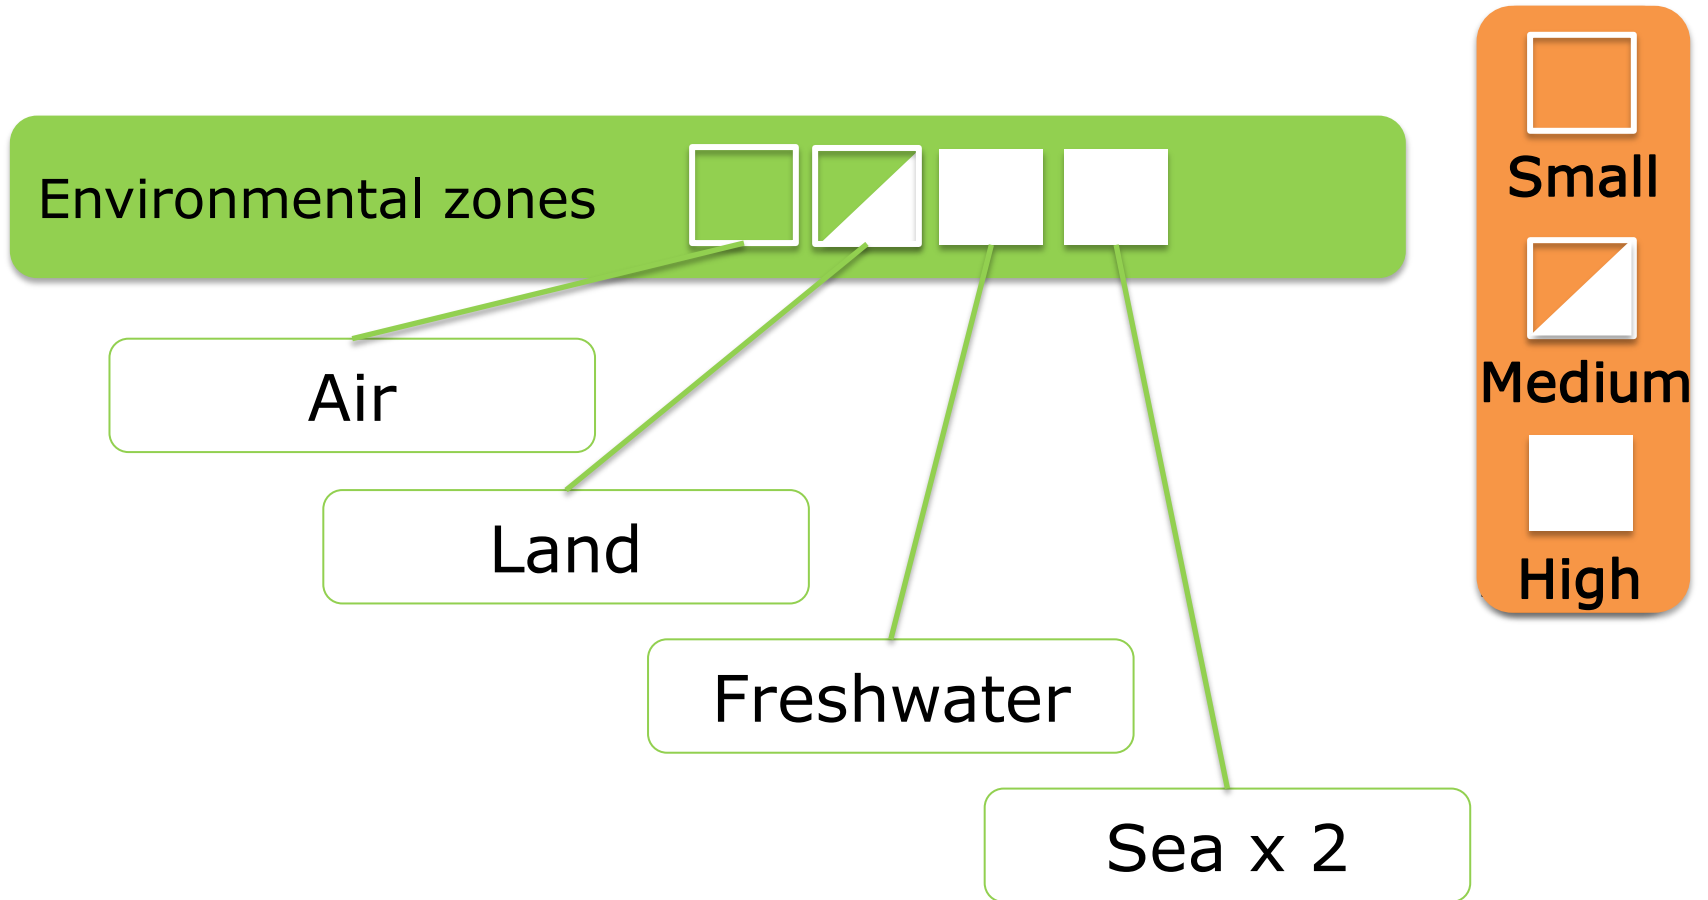 Environmental zones
Air
Land
Freshwater
Sea x 2
Small
Medium
High